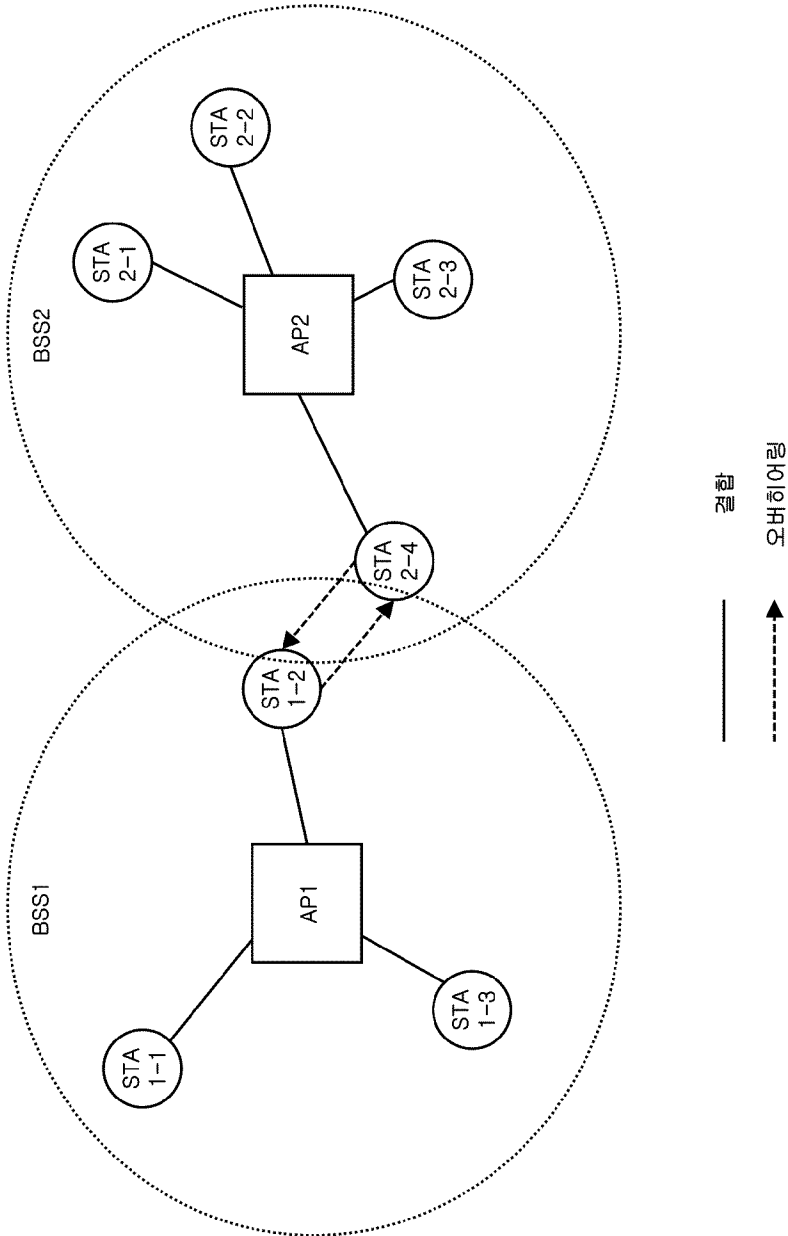 BSS1
BSS2
STA
1-1
AP1
STA
1-3
STA
1-2
STA
2-4
AP2
STA
2-1
STA
2-2
STA
2-3
결합
오버히어링